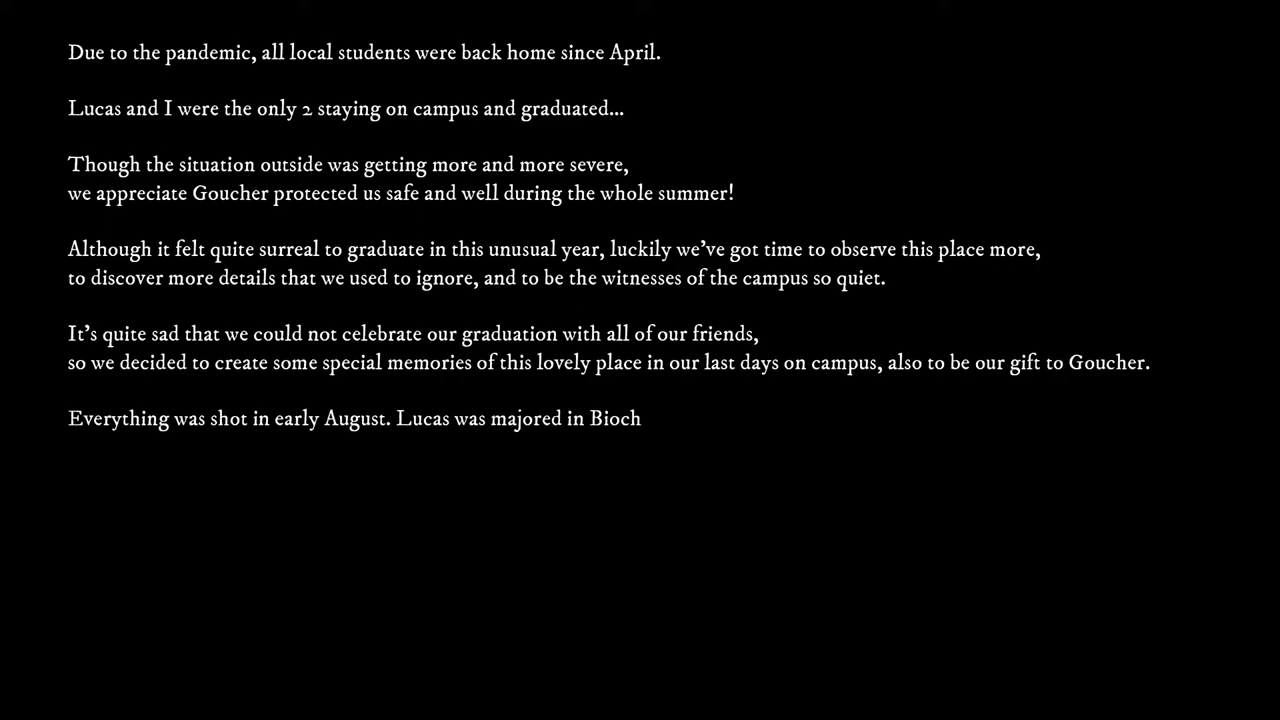 Due to the pandemic, all local students were back home since April.
Lucas and I were the only 2 staying on campus and graduated...
Though the situation outside was getting more and more severe,
we appreciate Goucher protected us safe and well during the whole summer!
Although it felt quite surreal to graduate in this unusual year, luckily we've got time to observe this place more,
to discover more details that we used to ignore, and to be the witnesses of the campus so quiet.
It's quite sad that we could not celebrate our graduation with all of our friends,
so we decided to create some special memories of this lovely place in our last days on campus, also to be our gift to Goucher.
Everything was shot in early August. Lucas was majored in Bioch